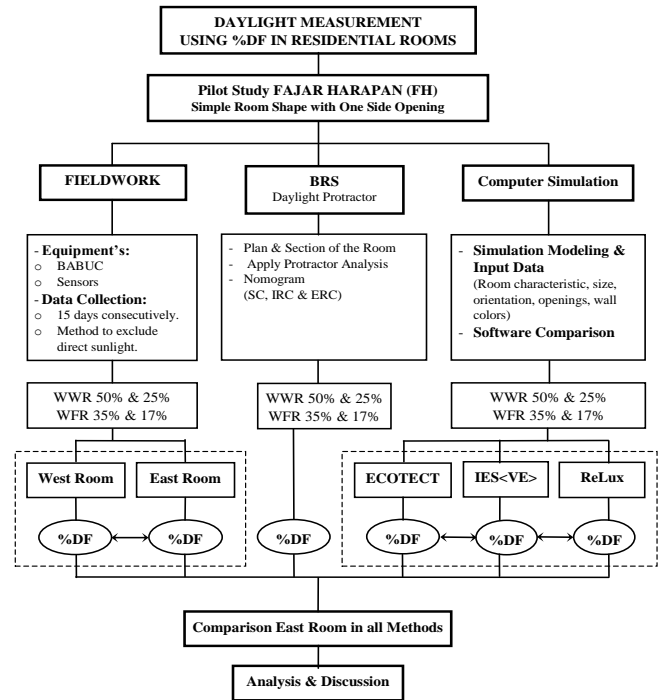 DAYLIGHT MEASUREMENT
USING %DF IN RESIDENTIAL ROOMS
Pilot Study FAJAR HARAPAN (FH)
Simple Room Shape with One Side Opening
FIELDWORK
BRS
Daylight Protractor
Computer Simulation
- Equipment's:
o BABUC
o Sensors
- Data Collection:
o 15 days consecutively.
o Method to exclude
direct sunlight.
- Plan & Section of the Room
- Apply Protractor Analysis
- Nomogram
(SC, IRC & ERC)
- Simulation Modeling &
Input Data
(Room characteristic, size,
orientation, openings, wall
colors)
- Software Comparison
WWR 50% & 25%
WFR 35% & 17%
WWR 50% & 25%
WFR 35% & 17%
WWR 50% & 25%
WFR 35% & 17%
West Room
East Room
ECOTECT
IES<VE>
ReLux
%DF
%DF
%DF
%DF
%DF
%DF
Comparison East Room in all Methods
Analysis & Discussion